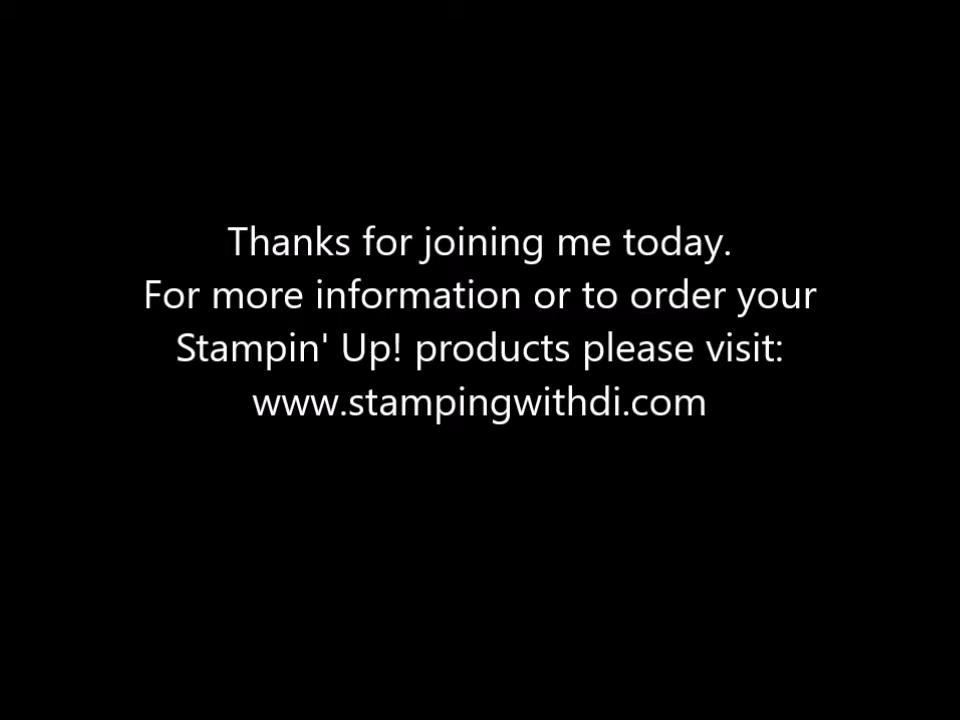 Thanks for joining me today.
For more information or to order your
Stampin' Up! products please visit:
www.stampingwithdi.com